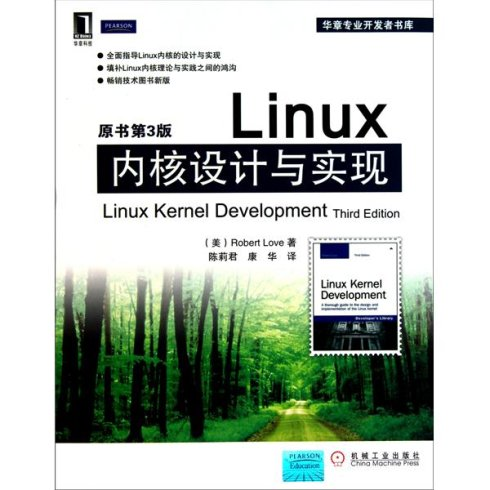 华章科技
PEARSON
华章专业开发者书库
● 全面指导Linux内核的设计与实现
● 填补Linux内核理论与实践之间的鸿沟
● 畅销技术图书新版
原书第3版
Linux
内核设计与实现
Linux Kernel Development Third Edition
(美) Robert Love 著
陈莉君 康 华 译
Third Edition
Linux Kernel
Development
A thorough guide to the design and
implementation of the Linux kernel
Developer's Library
PEARSON
Education
机械工业出版社
China Machine Press